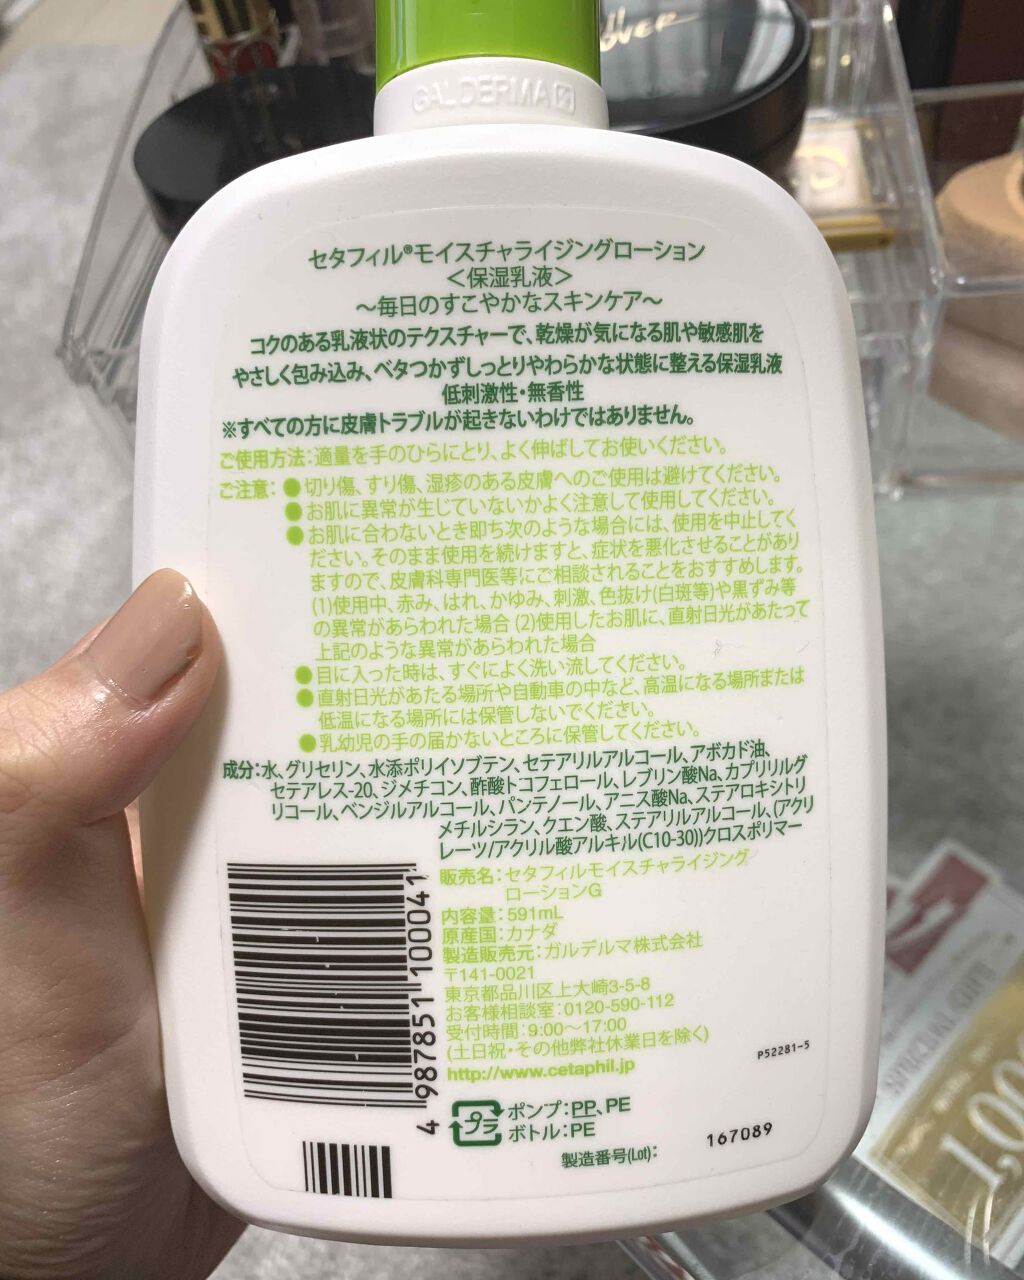 GALDERMA
セタフィル®モイスチャライジングローション
＜保湿乳液＞
～毎日のすこやかなスキンケア～
コクのある乳液状のテクスチャーで、乾燥が気になる肌や敏感肌を
やさしく包み込み、ベタつかずしっとりやわらかな状態に整える保湿乳液
低刺激性・無香性
※すべての方に皮膚トラブルが起きないわけではありません。
ご使用方法：適量を手のひらにとり、よく伸ばしてお使いください。
ご注意：●切り傷、すり傷、湿疹のある皮膚へのご使用は避けてください。
●お肌に異常が生じていないかよく注意して使用してください。
●お肌に合わないとき即ち次のような場合には、使用を中止してく
ださい。そのまま使用を続けますと、症状を悪化させることがあり
ますので、皮膚科専門医等にご相談されることをおすすめします。
(1)使用中、赤み、はれ、かゆみ、刺激、色抜け(白斑等)や黒ずみ等
の異常があらわれた場合 (2)使用したお肌に、直射日光があたって
上記のような異常があらわれた場合
●目に入った時は、すぐによく洗い流してください。
●直射日光があたる場所や自動車の中など、高温になる場所または
低温になる場所には保管しないでください。
●乳幼児の手の届かないところに保管してください。
成分：水、グリセリン、水添ポリイソブテン、セテアリルアルコール、アボカド油、
セテアレス-20、ジメチコン、酢酸トコフェロール、レブリン酸Na、カプリリルグ
リコール、ベンジルアルコール、パンテノール、アニス酸Na、ステアロキシトリ
メチルシラン、クエン酸、ステアリルアルコール、(アクリ
レーツ/アクリル酸アルキル(C10-30))クロスポリマー
販売名：セタフィルモイスチャライジング
ローションG
内容量：591mL
原産国：カナダ
製造販売元：ガルデルマ株式会社
〒141-0021
東京都品川区上大崎3-5-8
お客様相談室：0120-590-112
受付時間：9:00～17:00
(土日祝・その他弊社休業日を除く)
http://www.cetaphil.jp
4 987851 100041
P52281-5
プラ
ポンプ：PP、PE
ボトル：PE
167089
製造番号(Lot)：